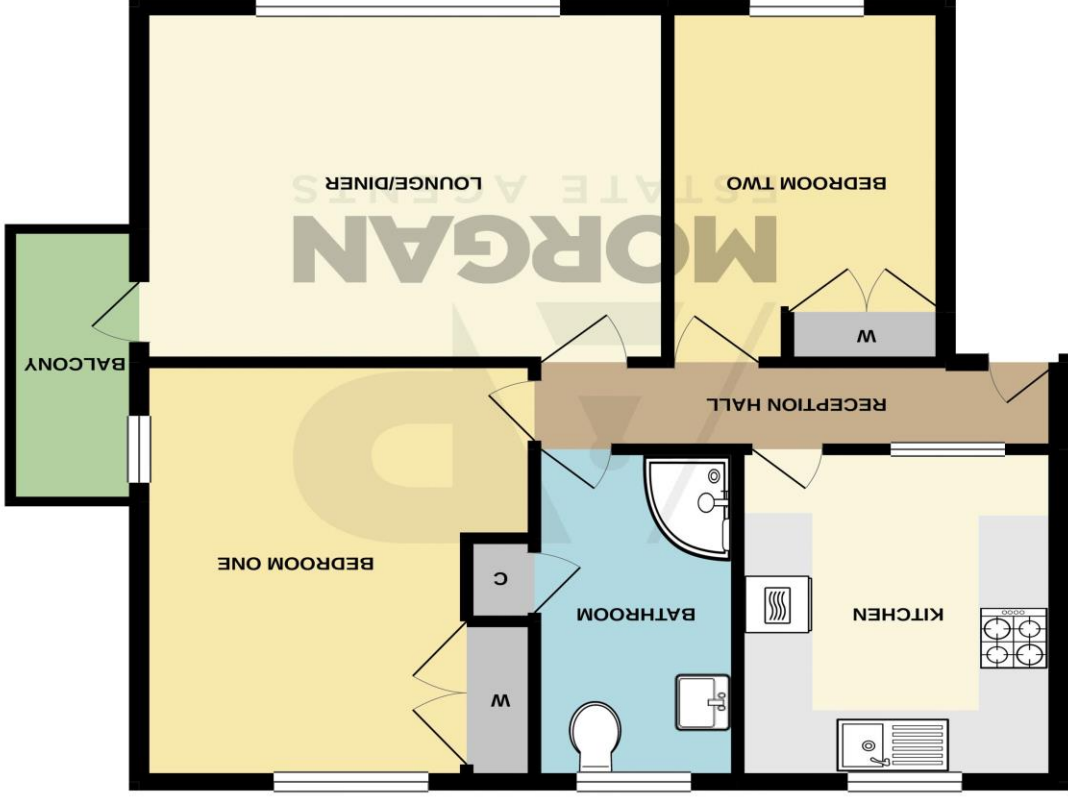 W
KITCHEN
BATHROOM
C
BEDROOM ONE
&
RECEPTION HALL
BALCONY
W
MORGAN
ESTATE AGENTS
BEDROOM TWO
LOUNGE/DINER